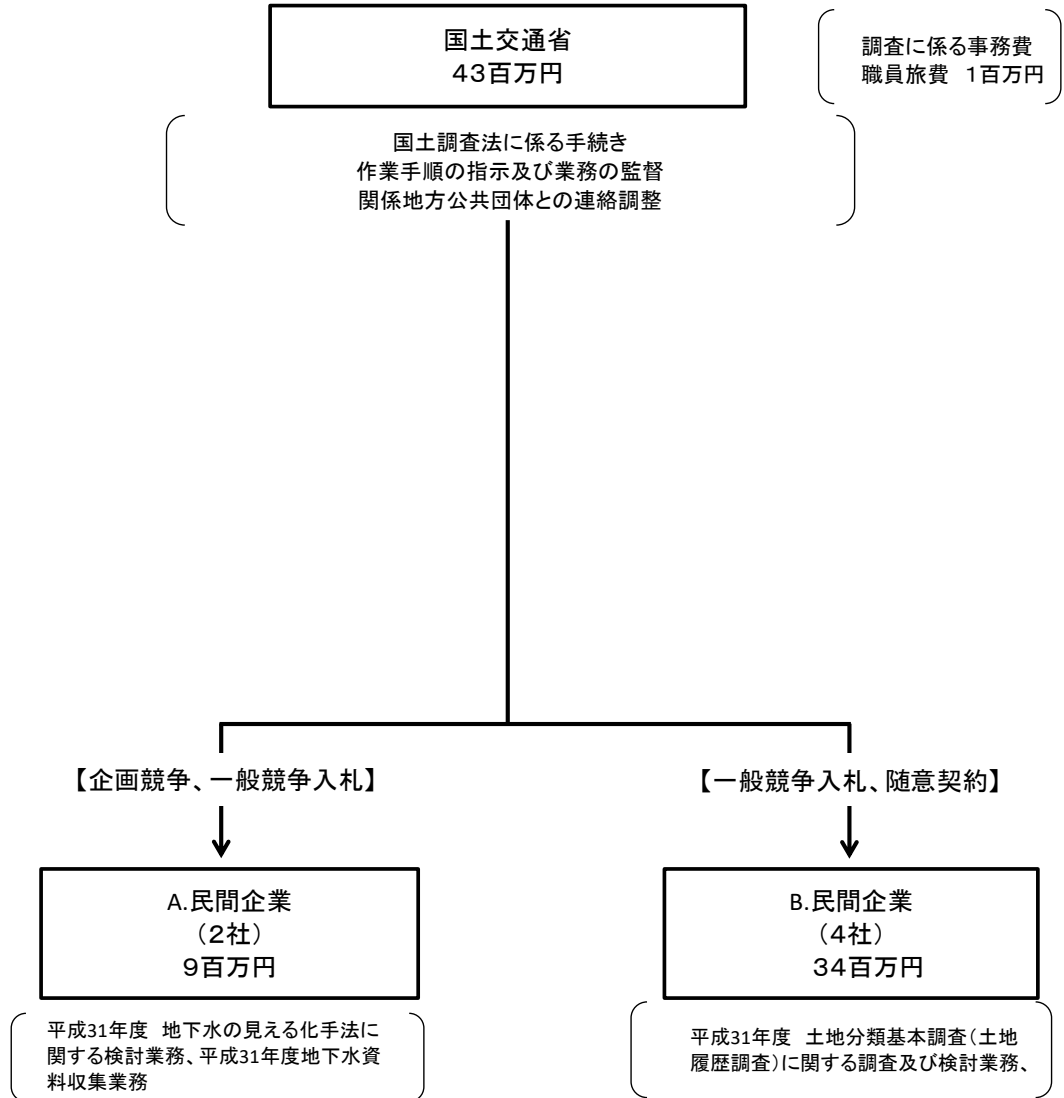 国土交通省
43百万円
調査に係る事務費
職員旅費　1百万円
国土調査法に係る手続き
作業手順の指示及び業務の監督
関係地方公共団体との連絡調整
【企画競争、一般競争入札】
【一般競争入札、随意契約】
A.民間企業
(2社)
9百万円
B.民間企業
(4社)
34百万円
平成31年度　地下水の見える化手法に
関する検討業務、平成31年度地下水資
料収集業務
平成31年度　土地分類基本調査(土地
履歴調査)に関する調査及び検討業務、